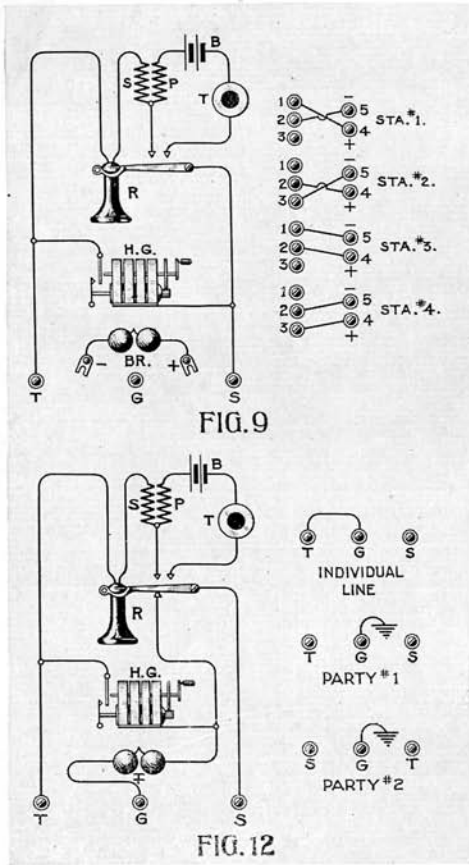 B
S P
T
R
H.G.
BR.
- +
T G S
FIG.9
1 - 5
2 4
3 +
STA.#1.
1 - 5
2 4
3 +
STA.#2.
1 - 5
2 4
3 +
STA.#3.
1 - 5
2 4
3 +
STA.#4.
B
S P
T
R
H.G.
T G S
FIG.12
T G S
INDIVIDUAL
LINE
T G S
PARTY #1
S G T
PARTY #2